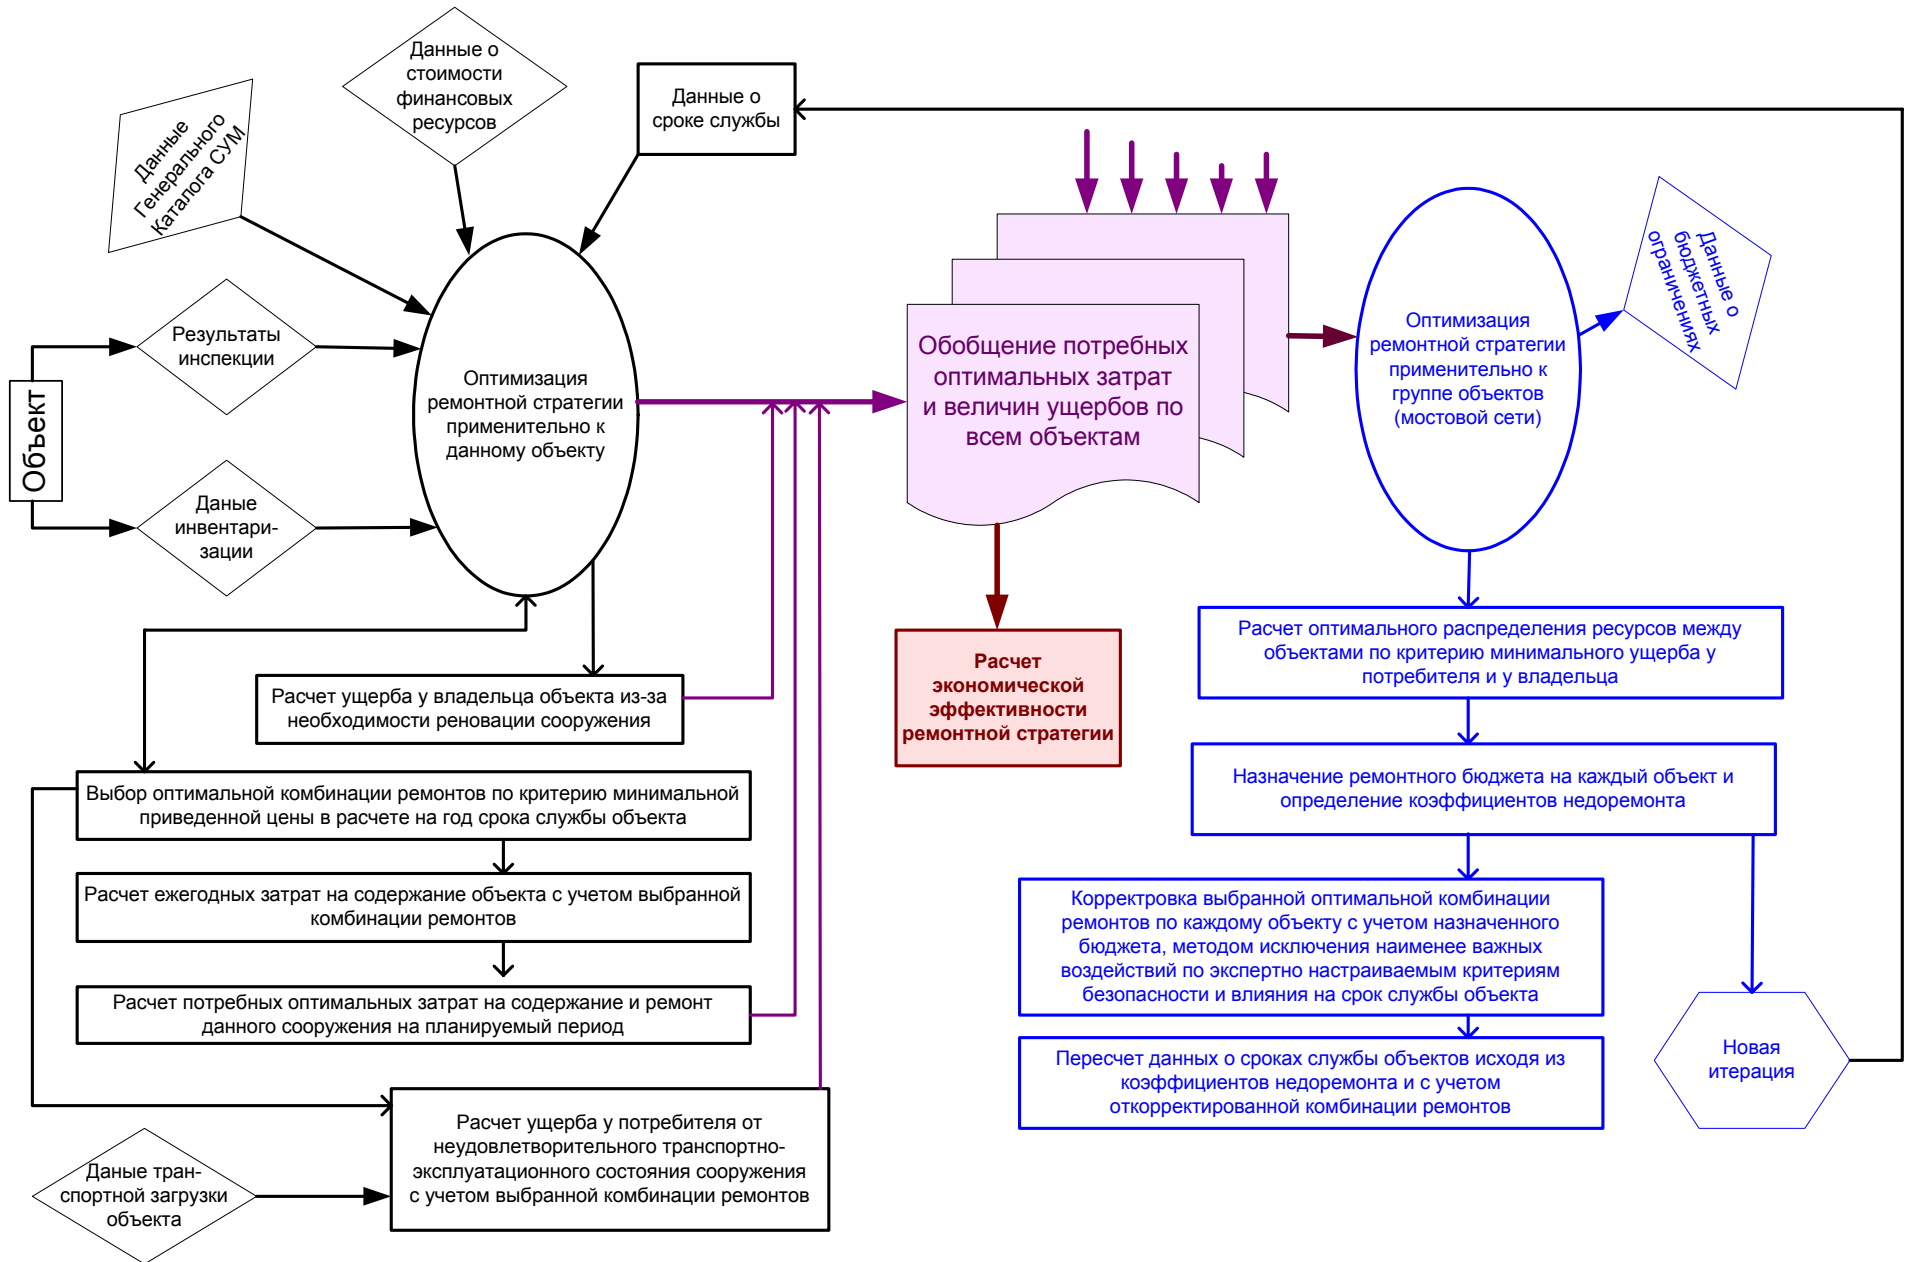 Данные о
стоимости
финансовых
ресурсов
Данные о
сроке службы
Данные
Генерального
Каталога СУМ
Результаты
инспекции
Объект
Даные
инвентари-
зации
Оптимизация
ремонтной стратегии
применительно к
данному объекту
Обобщение потребных
оптимальных затрат
и величин ущербов по
всем объектам
Оптимизация
ремонтной стратегии
применительно к
группе объектов
(мостовой сети)
Данные о
бюджетных
ограничениях
Расчет ущерба у владельца объекта из-за
необходимости реновации сооружения
Расчет
экономической
эффективности
ремонтной стратегии
Расчет оптимального распределения ресурсов между
объектами по критерию минимального ущерба у
потребителя и у владельца
Выбор оптимальной комбинации ремонтов по критерию минимальной
приведенной цены в расчете на год срока службы объекта
Назначение ремонтного бюджета на каждый объект и
определение коэффициентов недоремонта
Расчет ежегодных затрат на содержание объекта с учетом выбранной
комбинации ремонтов
Корректровка выбранной оптимальной комбинации
ремонтов по каждому объекту с учетом назначенного
бюджета, методом исключения наименее важных
воздействий по экспертно настраиваемым критериям
безопасности и влияния на срок службы объекта
Расчет потребных оптимальных затрат на содержание и ремонт
данного сооружения на планируемый период
Пересчет данных о сроках службы объектов исходя из
коэффициентов недоремонта и с учетом
откорректированной комбинации ремонтов
Новая
итерация
Расчет ущерба у потребителя от
неудовлетворительного транспортно-
эксплуатационного состояния сооружения
с учетом выбранной комбинации ремонтов
Даные тран-
спортной загрузки
объекта